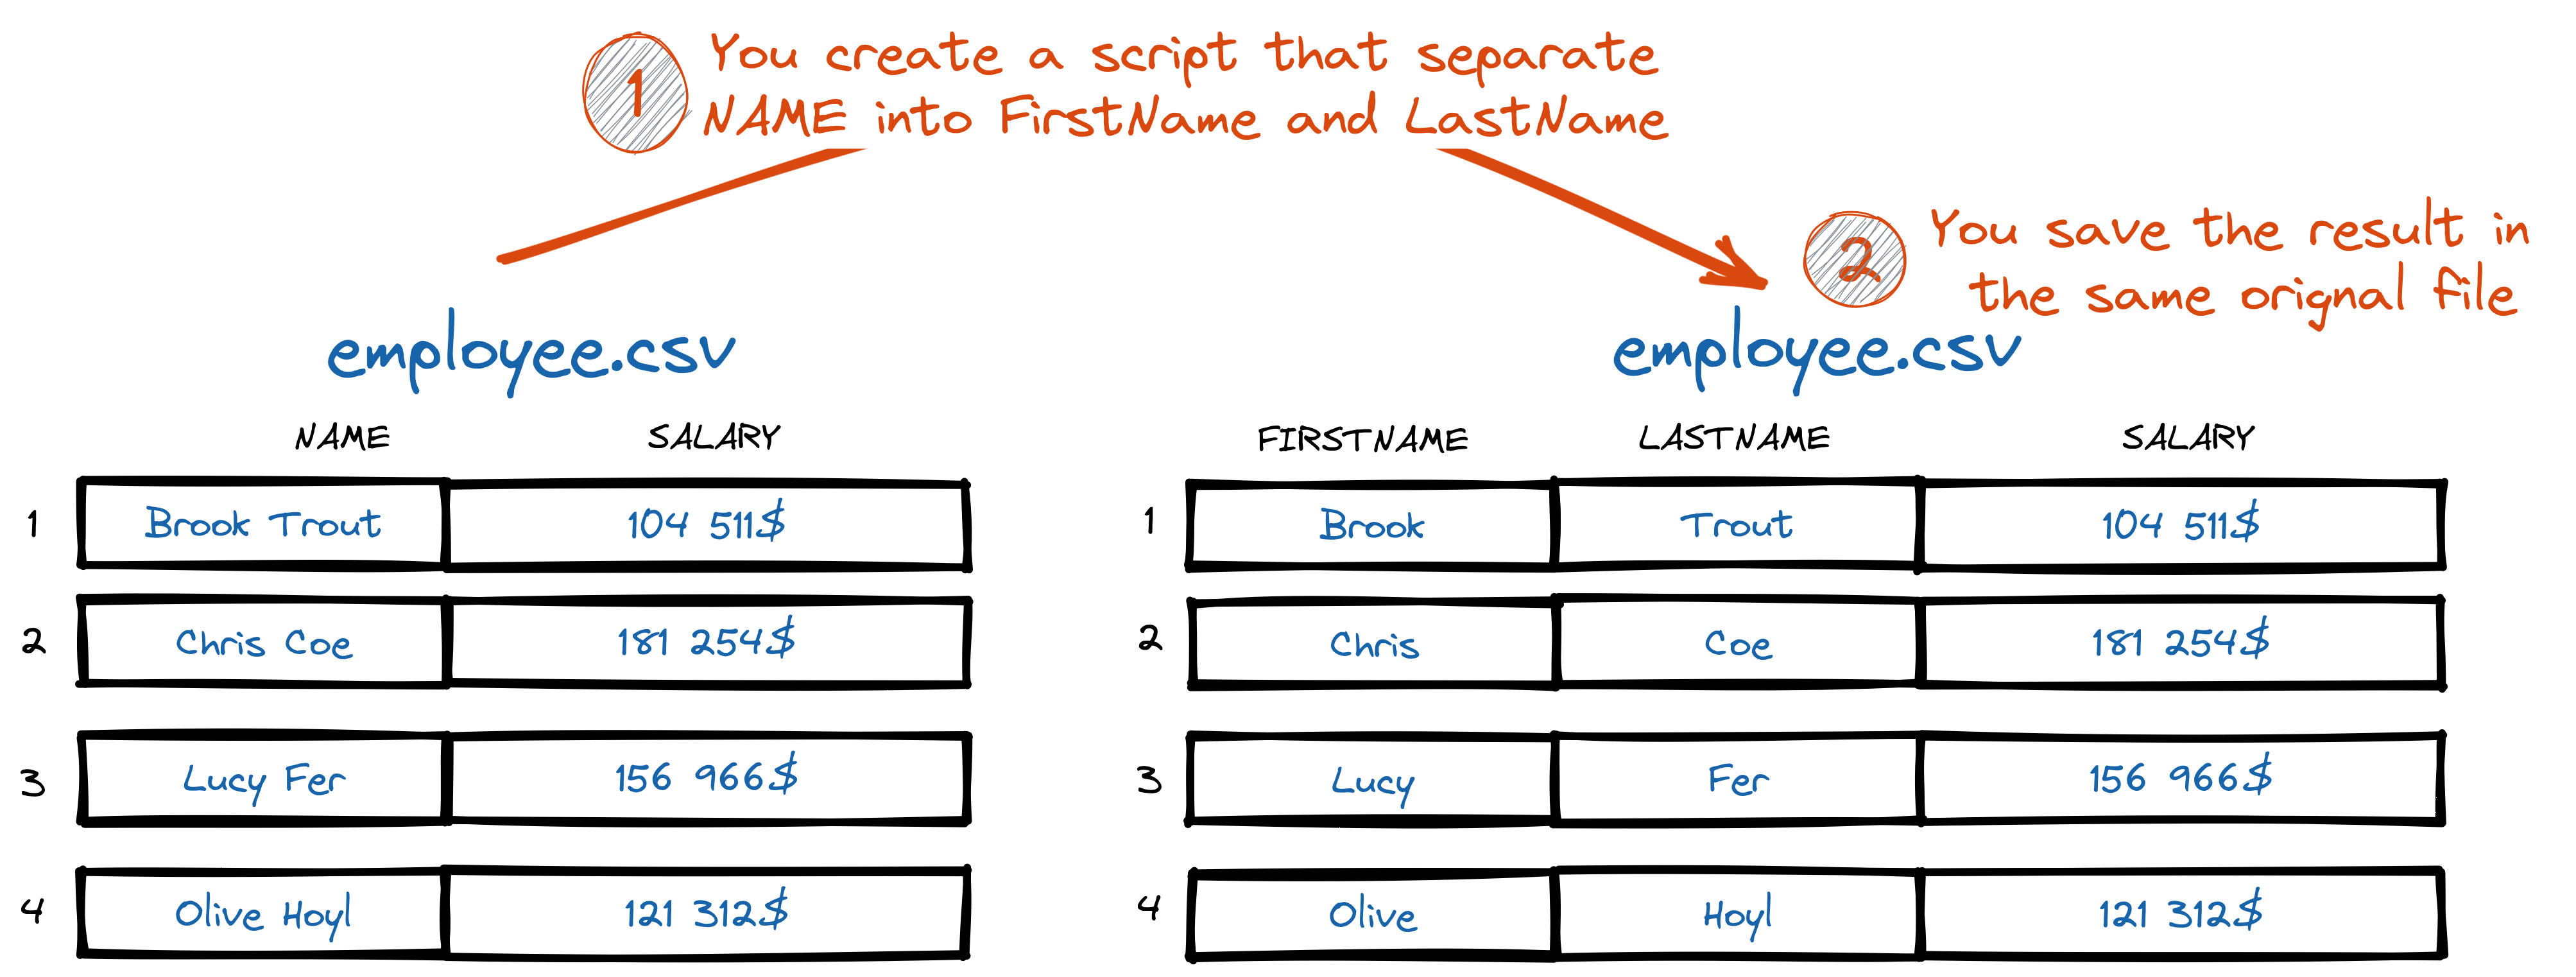 1 You create a script that separate
NAME into FirstName and LastName
2 You save the result in
the same orignal file
employee.csv
NAME SALARY
1 Brook Trout 104 511$
2 Chris Coe 181 254$
3 Lucy Fer 156 966$
4 Olive Hoyl 121 312$
employee.csv
FIRSTNAME LASTNAME SALARY
1 Brook Trout 104 511$
2 Chris Coe 181 254$
3 Lucy Fer 156 966$
4 Olive Hoyl 121 312$